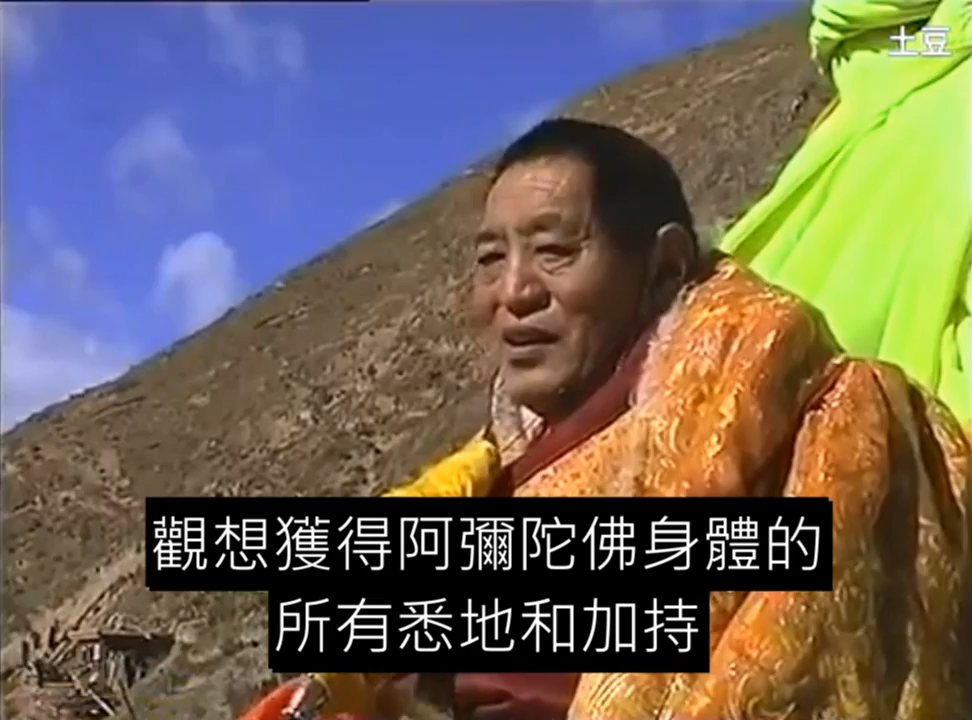 土豆
觀想獲得阿彌陀佛身體的
所有悉地和加持